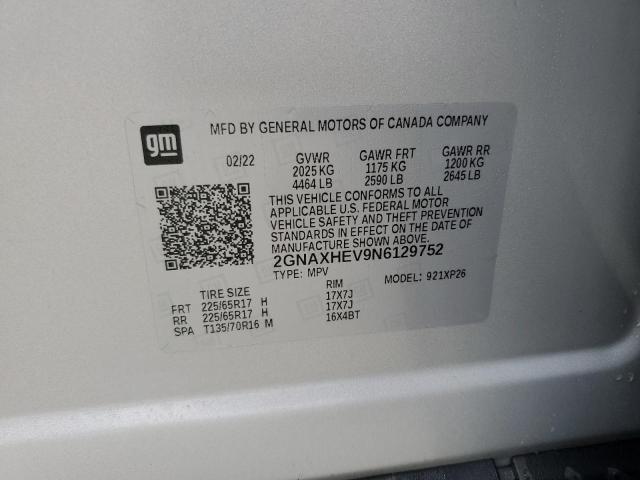 gm
MFD BY GENERAL MOTORS OF CANADA COMPANY
02/22 GVWR GAWR FRT GAWR RR
2025 KG 1175 KG 1200 KG
4464 LB 2590 LB 2645 LB
THIS VEHICLE CONFORMS TO ALL
APPLICABLE U.S. FEDERAL MOTOR
VEHICLE SAFETY AND THEFT PREVENTION
STANDARDS IN EFFECT ON THE DATE OF
MANUFACTURE SHOWN ABOVE.
2GNAXHEV9N6129752
TYPE: MPV MODEL: 921XP26
TIRE SIZE RIM
FRT 225/65R17 H 17X7J
RR 225/65R17 H 17X7J
SPA T135/70R16 M 16X4BT